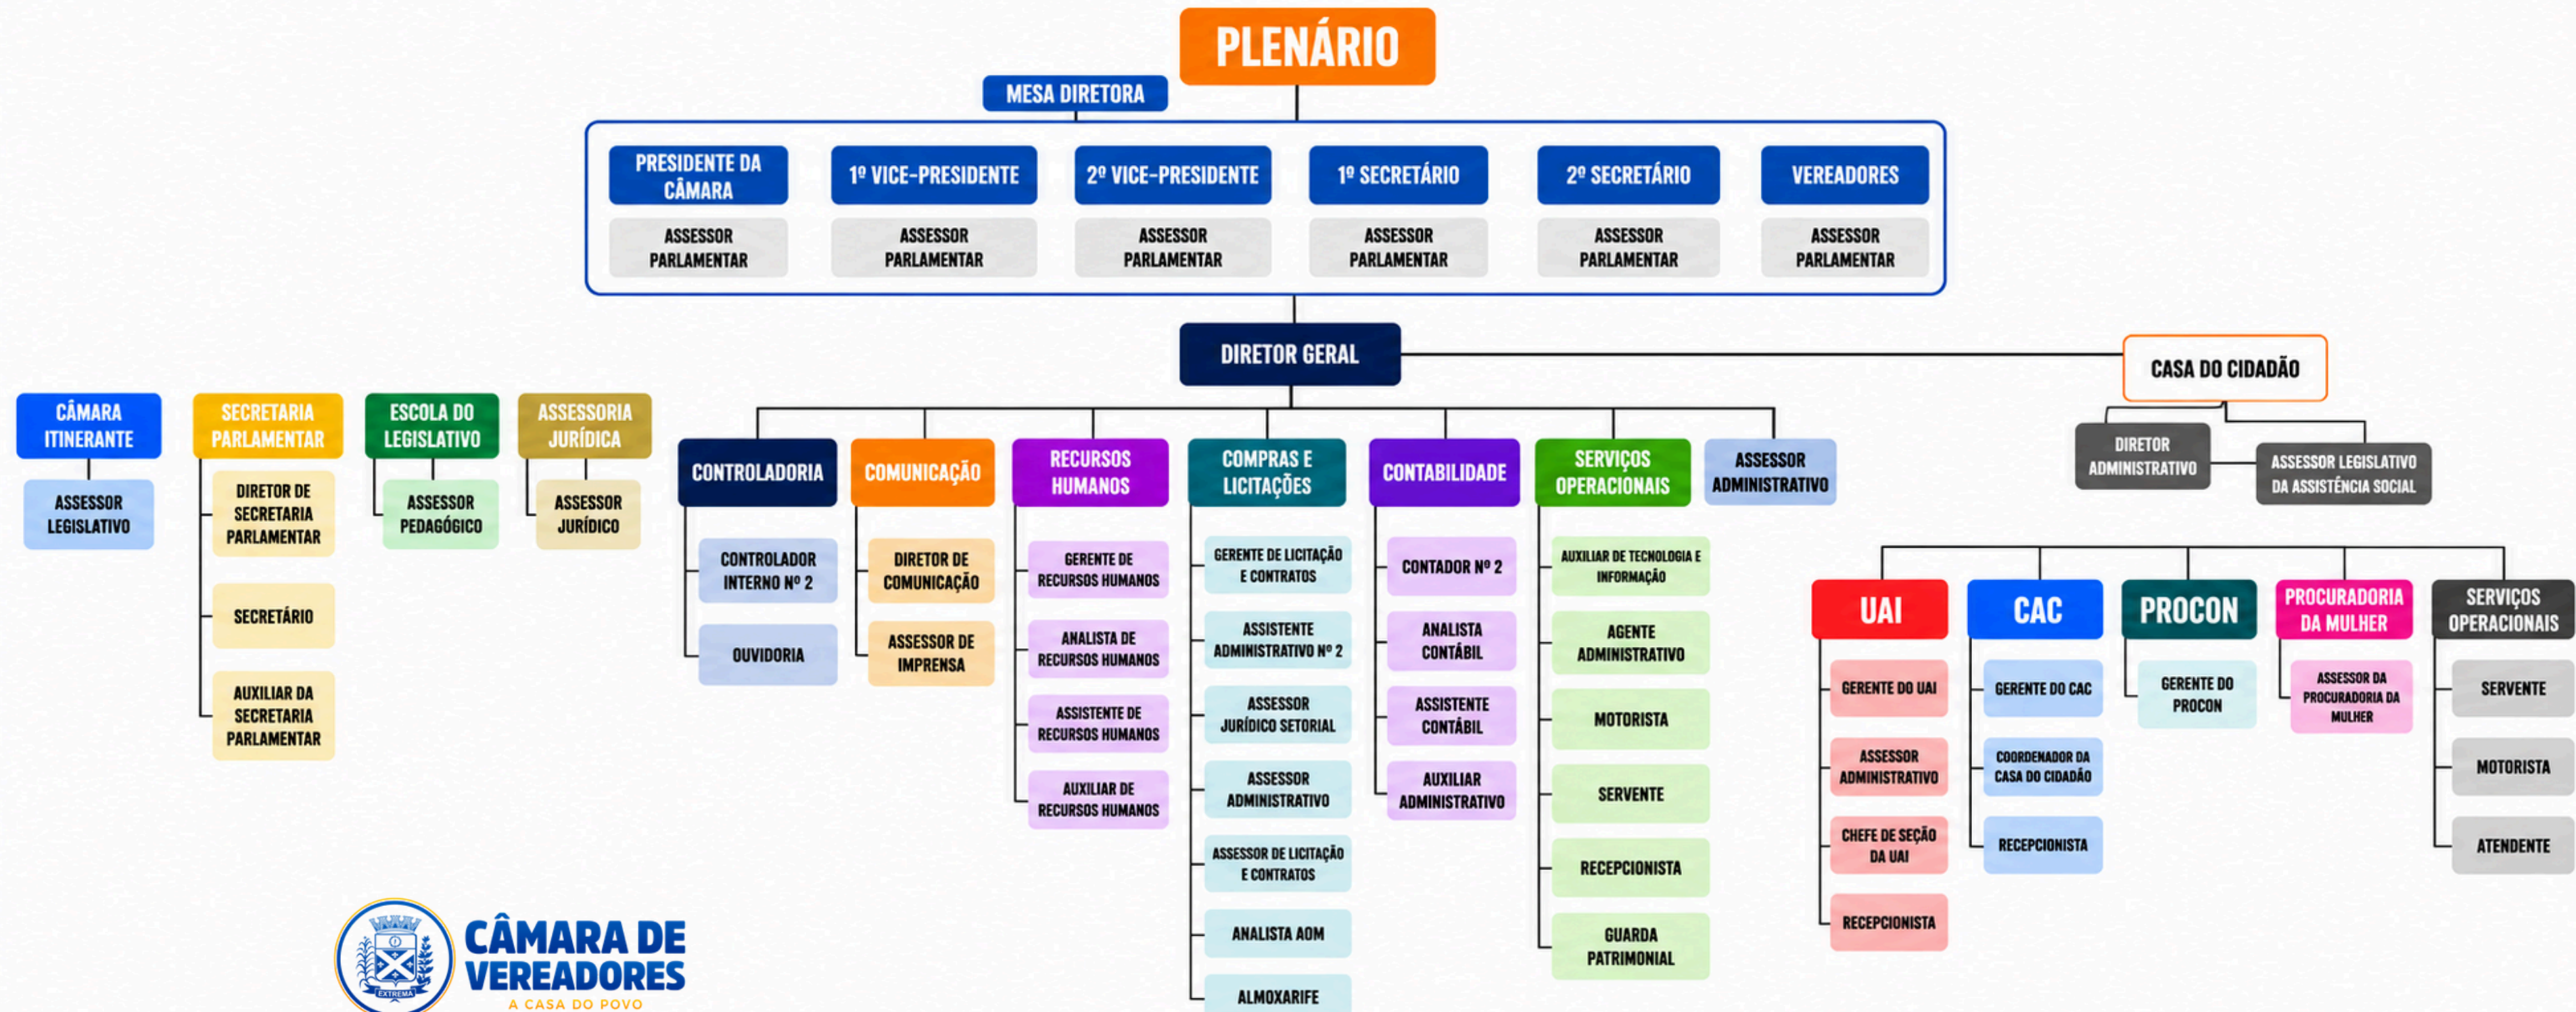 PLENÁRIO
MESA DIRETORA
PRESIDENTE DA
CÂMARA
1º VICE-PRESIDENTE
2º VICE-PRESIDENTE
1º SECRETÁRIO
2º SECRETÁRIO
VEREADORES
ASSESSOR
PARLAMENTAR
ASSESSOR
PARLAMENTAR
ASSESSOR
PARLAMENTAR
ASSESSOR
PARLAMENTAR
ASSESSOR
PARLAMENTAR
ASSESSOR
PARLAMENTAR
DIRETOR GERAL
CASA DO CIDADÃO
DIRETOR
ADMINISTRATIVO
ASSESSOR LEGISLATIVO
DA ASSISTÊNCIA SOCIAL
CÂMARA
ITINERANTE
ASSESSOR
LEGISLATIVO
SECRETARIA
PARLAMENTAR
DIRETOR DE
SECRETARIA
PARLAMENTAR
SECRETÁRIO
AUXILIAR DA
SECRETARIA
PARLAMENTAR
ESCOLA DO
LEGISLATIVO
ASSESSOR
PEDAGÓGICO
ASSESSORIA
JURÍDICA
ASSESSOR
JURÍDICO
CONTROLADORIA
CONTROLADOR
INTERNO Nº 2
OUVIDORIA
COMUNICAÇÃO
DIRETOR DE
COMUNICAÇÃO
ASSESSOR DE
IMPRENSA
RECURSOS
HUMANOS
GERENTE DE
RECURSOS HUMANOS
ANALISTA DE
RECURSOS HUMANOS
ASSISTENTE DE
RECURSOS HUMANOS
AUXILIAR DE
RECURSOS HUMANOS
COMPRAS E
LICITAÇÕES
GERENTE DE LICITAÇÃO
E CONTRATOS
ASSISTENTE
ADMINISTRATIVO Nº 2
ASSESSOR
JURÍDICO SETORIAL
ASSESSOR
ADMINISTRATIVO
ASSESSOR DE LICITAÇÃO
E CONTRATOS
ANALISTA AOM
ALMOXARIFE
CONTABILIDADE
CONTADOR Nº 2
ANALISTA
CONTÁBIL
ASSISTENTE
CONTÁBIL
AUXILIAR
ADMINISTRATIVO
SERVIÇOS
OPERACIONAIS
AUXILIAR DE TECNOLOGIA E
INFORMAÇÃO
AGENTE
ADMINISTRATIVO
MOTORISTA
SERVENTE
RECEPCIONISTA
GUARDA
PATRIMONIAL
ASSESSOR
ADMINISTRATIVO
UAI
GERENTE DO UAI
ASSESSOR
ADMINISTRATIVO
CHEFE DE SEÇÃO
DA UAI
RECEPCIONISTA
CAC
GERENTE DO CAC
COORDENADOR DA
CASA DO CIDADÃO
RECEPCIONISTA
PROCON
GERENTE DO
PROCON
PROCURADORIA
DA MULHER
ASSESSOR DA
PROCURADORIA DA
MULHER
SERVIÇOS
OPERACIONAIS
SERVENTE
MOTORISTA
ATENDENTE
EXTREMA
CÂMARA DE
VEREADORES
A CASA DO POVO